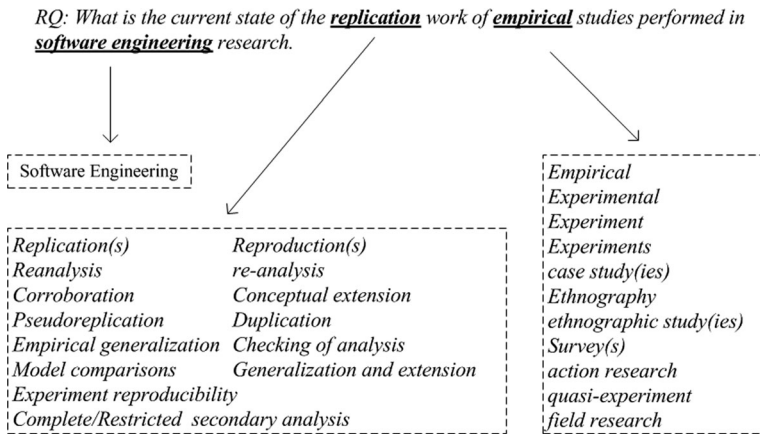 RQ: What is the current state of the replication work of empirical studies performed in
software engineering research.
Software Engineering
Replication(s) Reproduction(s)
Reanalysis re-analysis
Corroboration Conceptual extension
Pseudoreplication Duplication
Empirical generalization Checking of analysis
Model comparisons Generalization and extension
Experiment reproducibility
Complete/Restricted secondary analysis
Empirical
Experimental
Experiment
Experiments
case study(ies)
Ethnography
ethnographic study(ies)
Survey(s)
action research
quasi-experiment
field research